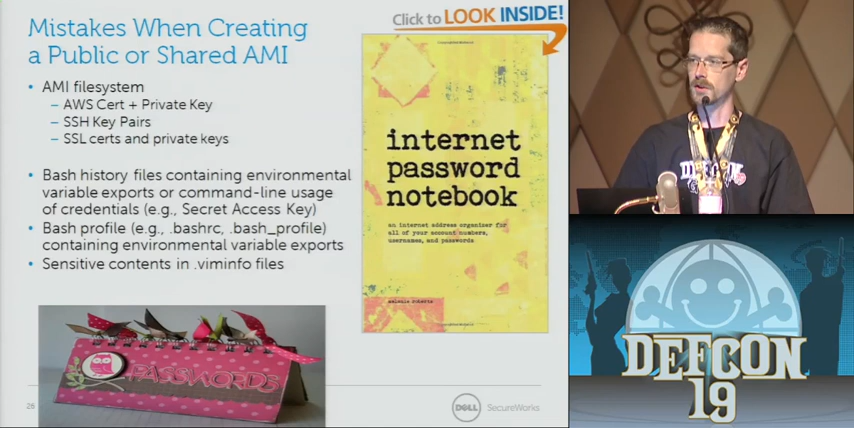 Mistakes When Creating
a Public or Shared AMI
• AMI filesystem
– AWS Cert + Private Key
– SSH Key Pairs
– SSL certs and private keys
• Bash history files containing environmental
variable exports or command-line usage
of credentials (e.g., Secret Access Key)
• Bash profile (e.g., .bashrc, .bash_profile)
containing environmental variable exports
• Sensitive contents in .viminfo files
Click to LOOK INSIDE!
internet
password
notebook
an internet address organizer for
all of your account numbers,
usernames, and passwords
PASSWORDS
26
DELL SecureWorks
DEFCON
DEFCON
19